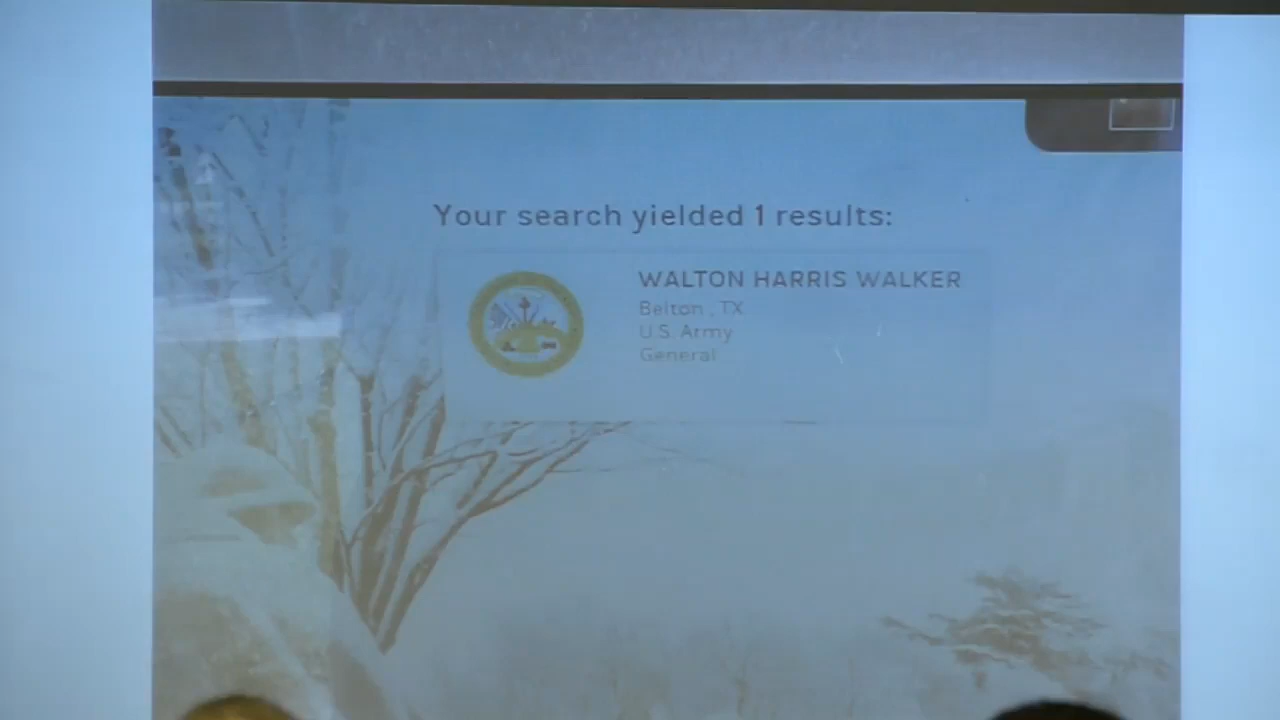 Your search yielded 1 results:
WALTON HARRIS WALKER
Belton , TX
U.S. Army
General